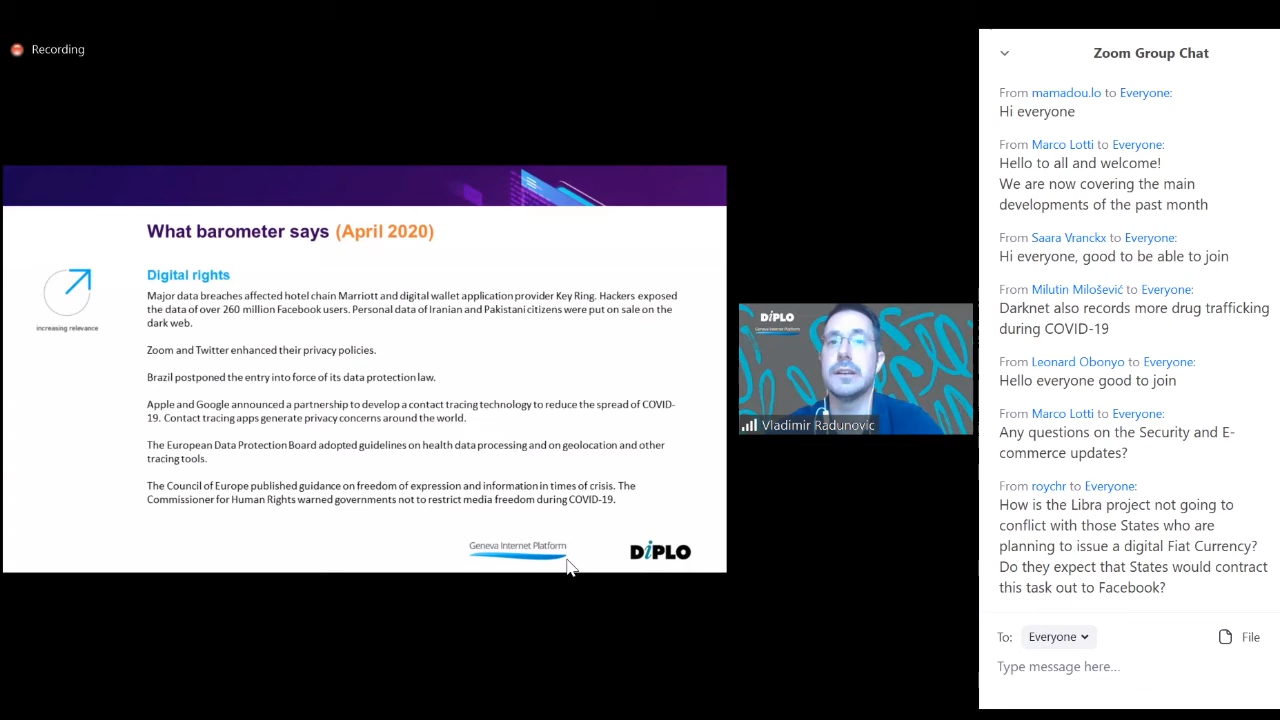 Recording
What barometer says (April 2020)
increasing relevance
Digital rights
Major data breaches affected hotel chain Marriott and digital wallet application provider Key Ring. Hackers exposed
the data of over 260 million Facebook users. Personal data of Iranian and Pakistani citizens were put on sale on the
dark web.
Zoom and Twitter enhanced their privacy policies.
Brazil postponed the entry into force of its data protection law.
Apple and Google announced a partnership to develop a contact tracing technology to reduce the spread of COVID-
19. Contact tracing apps generate privacy concerns around the world.
The European Data Protection Board adopted guidelines on health data processing and on geolocation and other
tracing tools.
The Council of Europe published guidance on freedom of expression and information in times of crisis. The
Commissioner for Human Rights warned governments not to restrict media freedom during COVID-19.
Geneva Internet Platform
DiPLO
DiPLO
Geneva Internet Platform
Vladimir Radunovic
Zoom Group Chat
From mamadou.lo to Everyone:
Hi everyone
From Marco Lotti to Everyone:
Hello to all and welcome!
We are now covering the main
developments of the past month
From Saara Vranckx to Everyone:
Hi everyone, good to be able to join
From Milutin Milošević to Everyone:
Darknet also records more drug trafficking
during COVID-19
From Leonard Obonyo to Everyone:
Hello everyone good to join
From Marco Lotti to Everyone:
Any questions on the Security and E-
commerce updates?
From roychr to Everyone:
How is the Libra project not going to
conflict with those States who are
planning to issue a digital Fiat Currency?
Do they expect that States would contract
this task out to Facebook?
To: Everyone
File
Type message here...